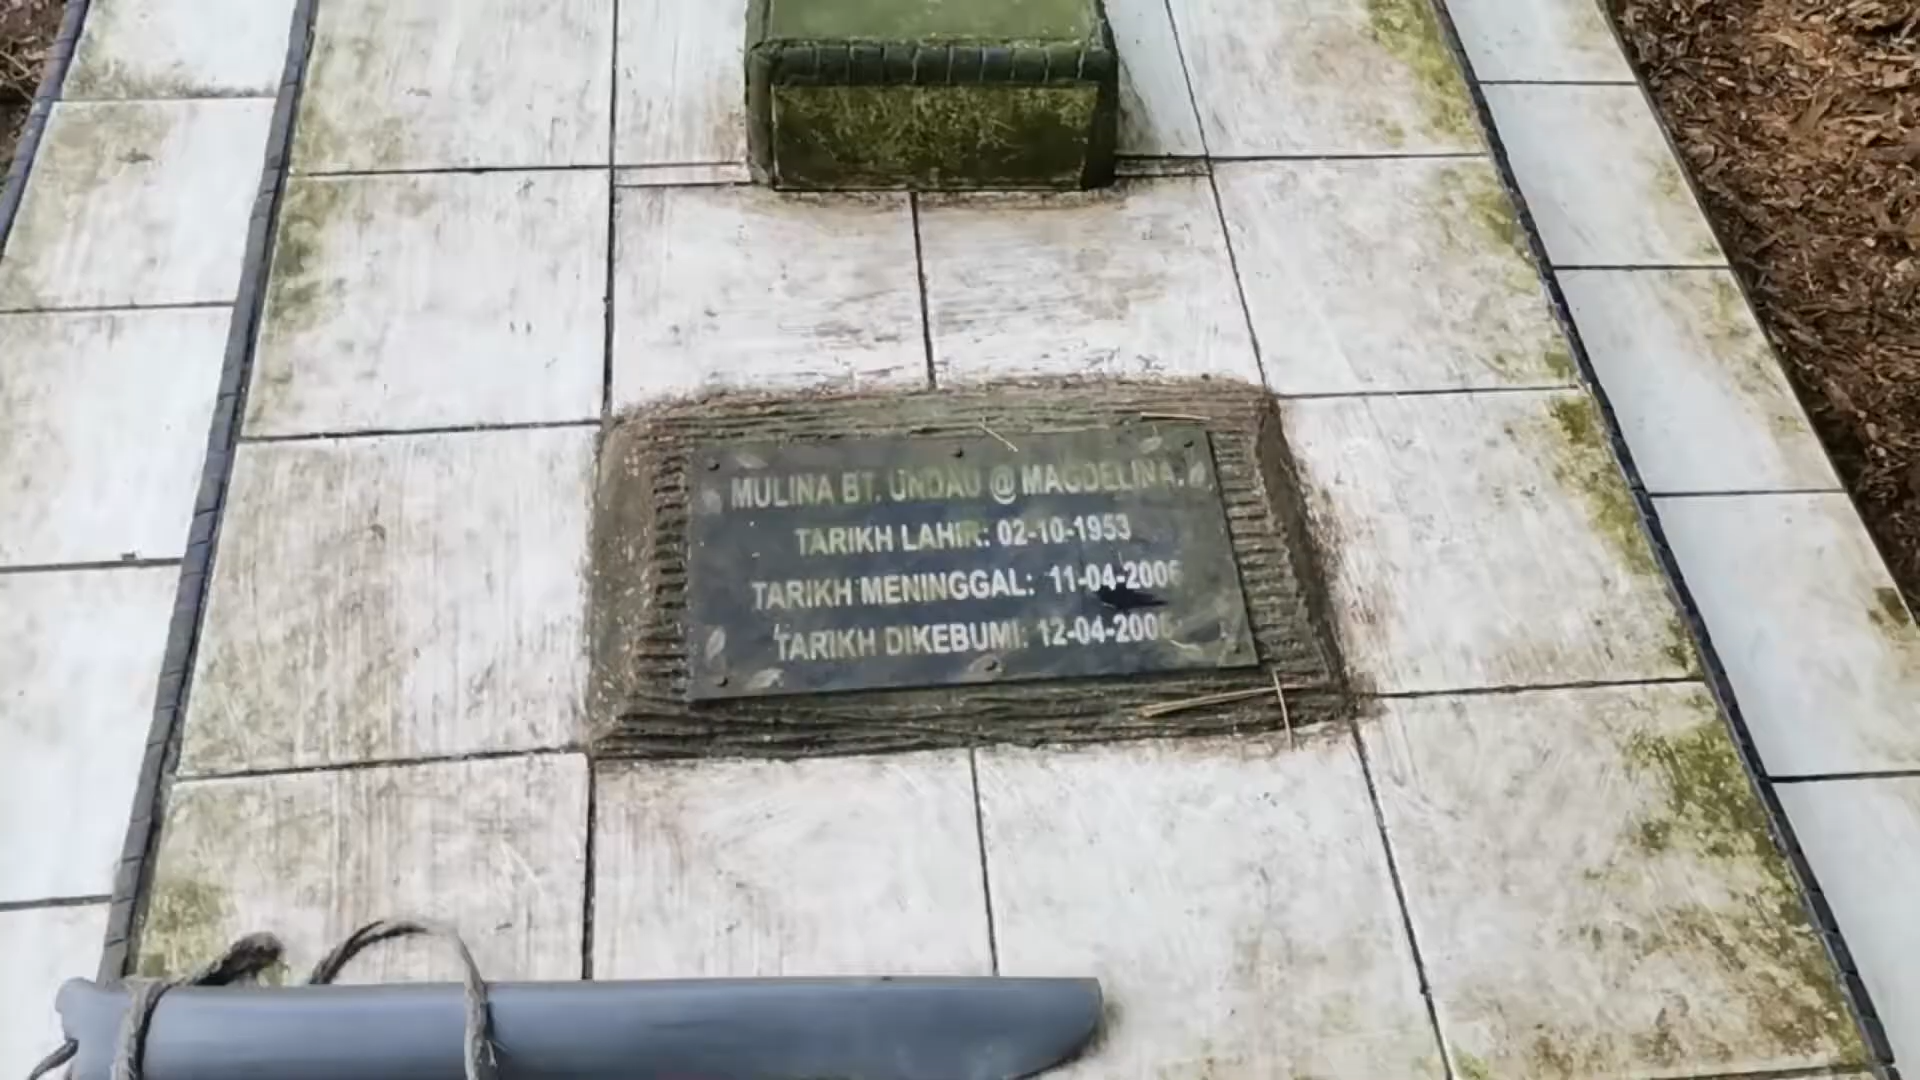 MULINA BT. UNDAU @ MAGDELINA.
TARIKH LAHIR: 02-10-1953
TARIKH MENINGGAL: 11-04-2006
TARIKH DIKEBUMI: 12-04-2006